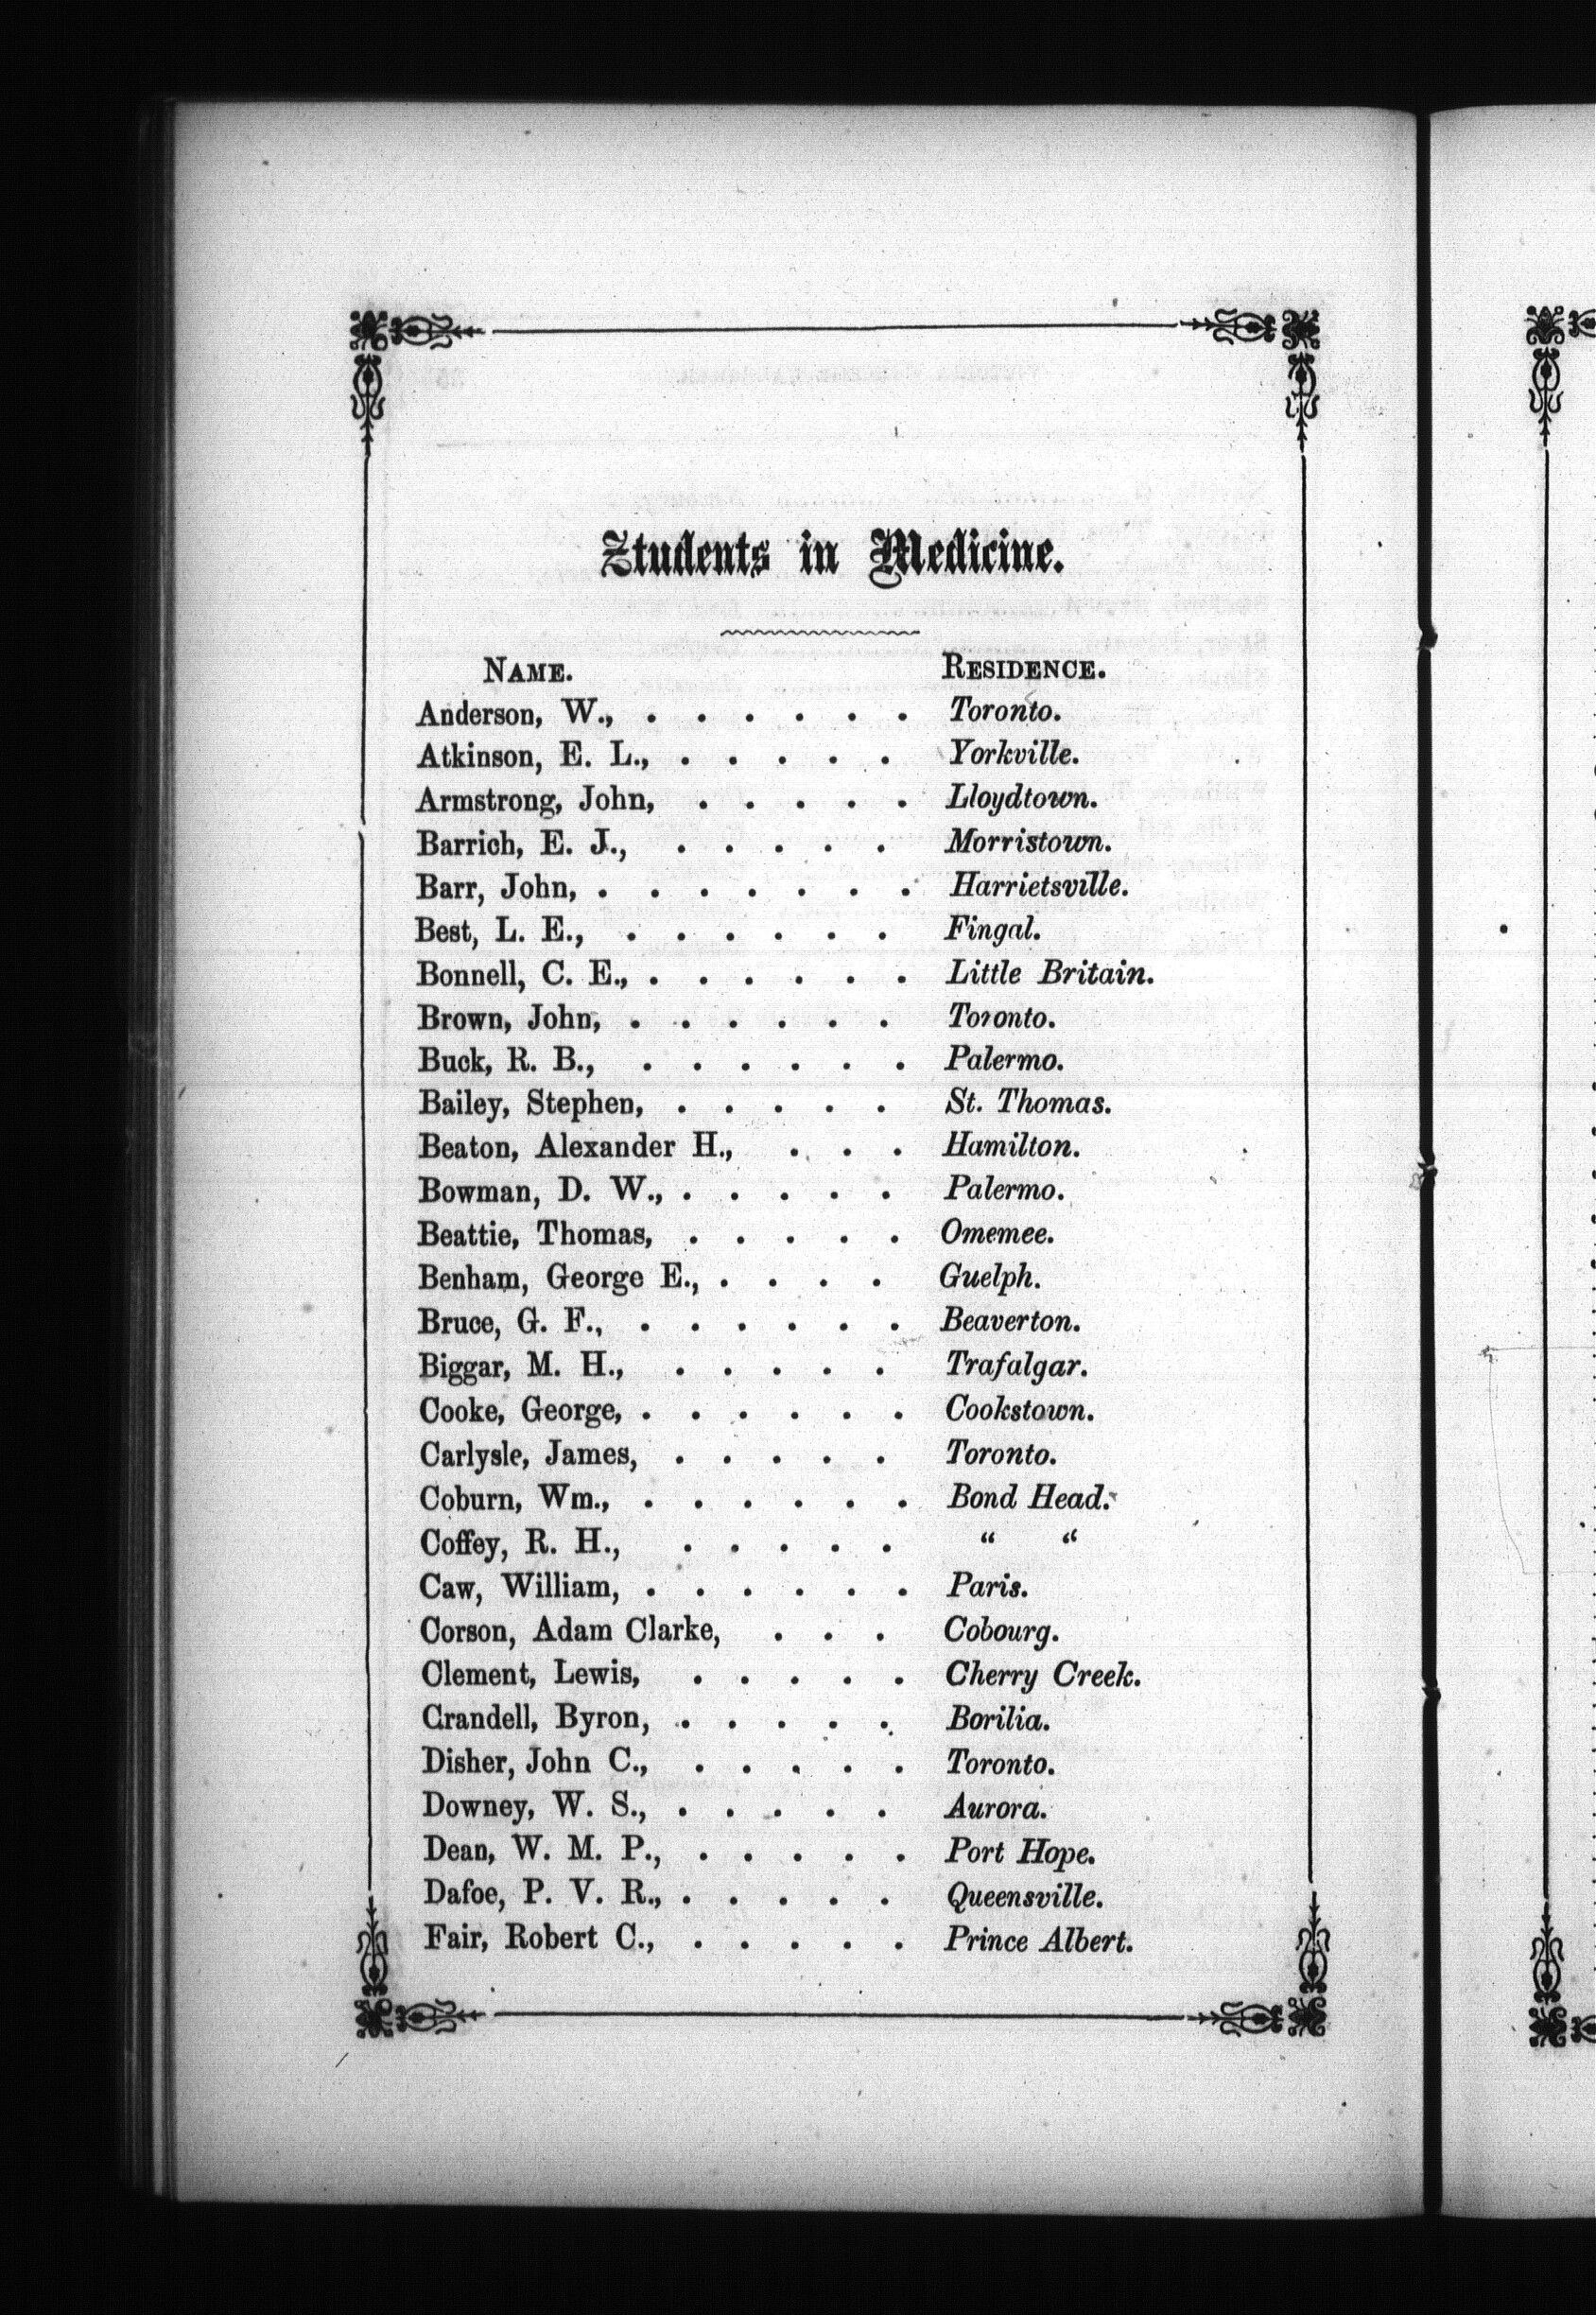 Students in Medicine.
NAME. RESIDENCE.
Anderson, W., . . . . . . Toronto.
Atkinson, E. L., . . . . . Yorkville.
Armstrong, John, . . . . . Lloydtown.
Barrich, E. J., . . . . . Morristown.
Barr, John, . . . . . . . Harrietsville.
Best, L. E., . . . . . . Fingal.
Bonnell, C. E., . . . . . . Little Britain.
Brown, John, . . . . . . Toronto.
Buck, R. B., . . . . . . Palermo.
Bailey, Stephen, . . . . . St. Thomas.
Beaton, Alexander H., . . . Hamilton.
Bowman, D. W., . . . . . Palermo.
Beattie, Thomas, . . . . . Omemee.
Benham, George E., . . . . Guelph.
Bruce, G. F., . . . . . . Beaverton.
Biggar, M. H., . . . . . Trafalgar.
Cooke, George, . . . . . . Cookstown.
Carlysle, James, . . . . . Toronto.
Coburn, Wm., . . . . . . Bond Head.
Coffey, R. H., . . . . . “ “
Caw, William, . . . . . . Paris.
Corson, Adam Clarke, . . . Cobourg.
Clement, Lewis, . . . . . Cherry Creek.
Crandell, Byron, . . . . . Borilia.
Disher, John C., . . . . . Toronto.
Downey, W. S., . . . . . Aurora.
Dean, W. M. P., . . . . . Port Hope.
Dafoe, P. V. R., . . . . . Queensville.
Fair, Robert C., . . . . . Prince Albert.